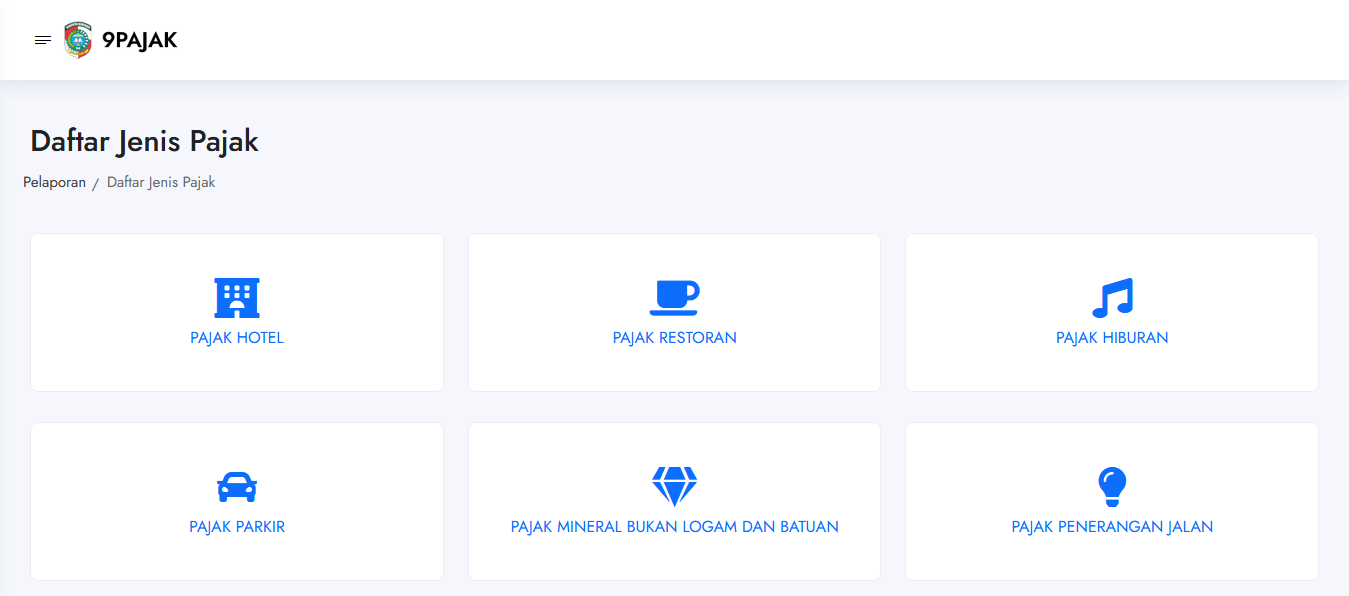 9PAJAK
Daftar Jenis Pajak
Pelaporan / Daftar Jenis Pajak
PAJAK HOTEL
PAJAK RESTORAN
PAJAK HIBURAN
PAJAK PARKIR
PAJAK MINERAL BUKAN LOGAM DAN BATUAN
PAJAK PENERANGAN JALAN